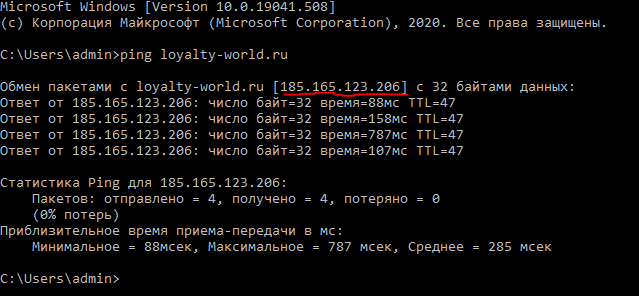 Microsoft Windows [Version 10.0.19041.508]
(c) Корпорация Майкрософт (Microsoft Corporation), 2020. Все права защищены.
C:\Users\admin>ping loyalty-world.ru
Обмен пакетами с loyalty-world.ru [185.165.123.206] с 32 байтами данных:
Ответ от 185.165.123.206: число байт=32 время=88мс TTL=47
Ответ от 185.165.123.206: число байт=32 время=158мс TTL=47
Ответ от 185.165.123.206: число байт=32 время=787мс TTL=47
Ответ от 185.165.123.206: число байт=32 время=107мс TTL=47
Статистика Ping для 185.165.123.206:
Пакетов: отправлено = 4, получено = 4, потеряно = 0
(0% потерь)
Приблизительное время приема-передачи в мс:
Минимальное = 88мсек, Максимальное = 787 мсек, Среднее = 285 мсек
C:\Users\admin>